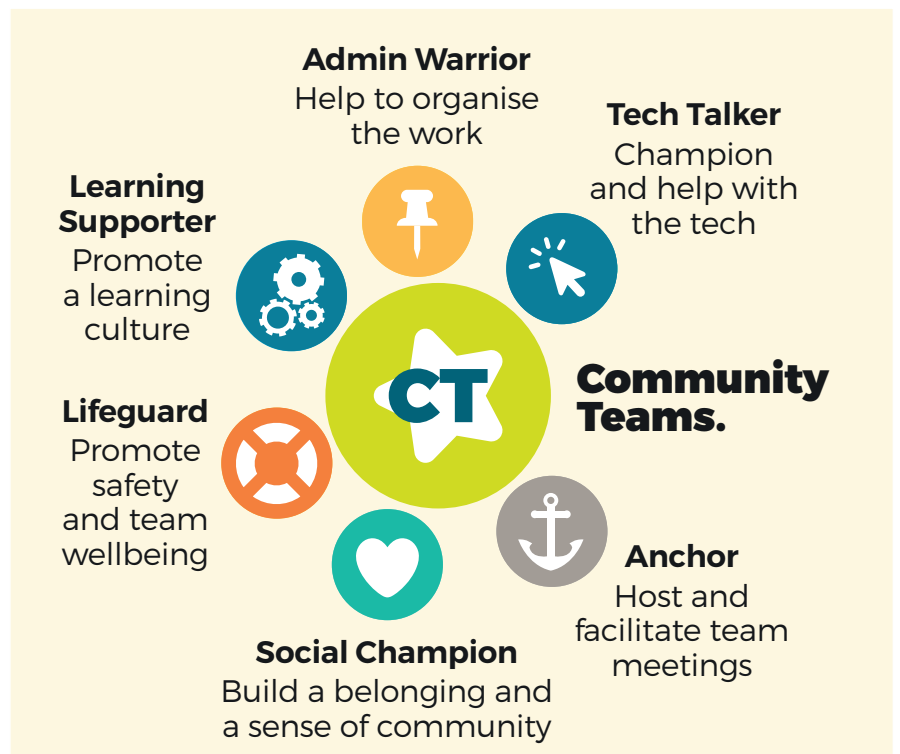 Admin Warrior
Help to organise
the work
Tech Talker
Champion
and help with
the tech
Learning
Supporter
Promote
a learning
culture
CT
Community
Teams.
Lifeguard
Promote
safety
and team
wellbeing
Anchor
Host and
facilitate team
meetings
Social Champion
Build a belonging and
a sense of community